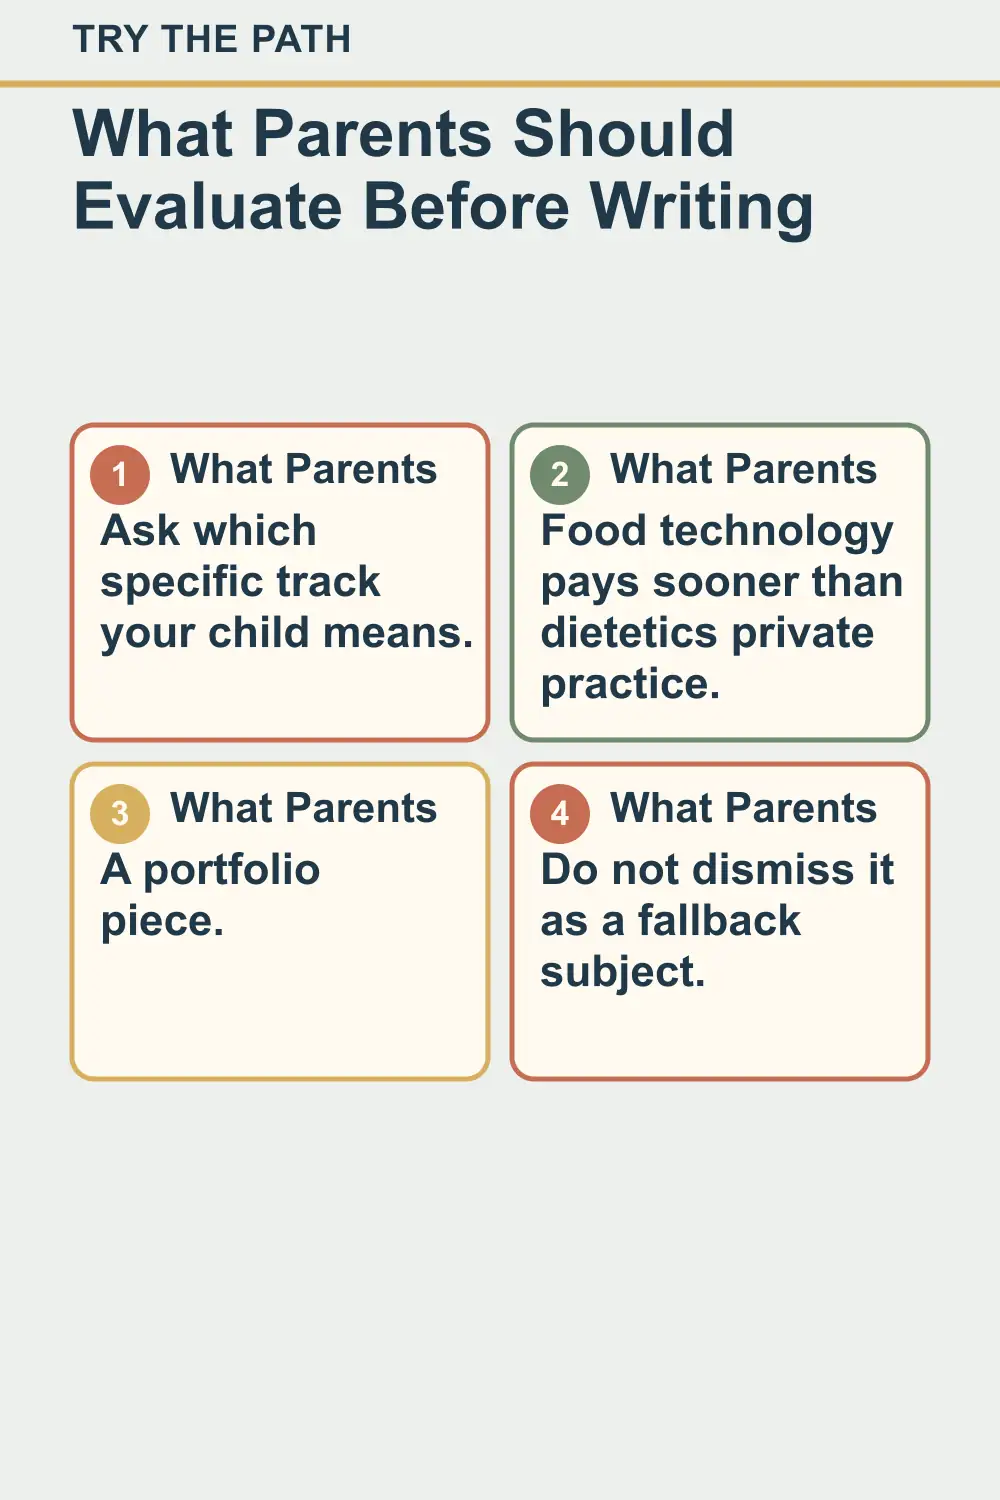 TRY THE PATH
What Parents Should
Evaluate Before Writing
1 What Parents
Ask which
specific track
your child means.
2 What Parents
Food technology
pays sooner than
dietetics private
practice.
3 What Parents
A portfolio
piece.
4 What Parents
Do not dismiss it
as a fallback
subject.